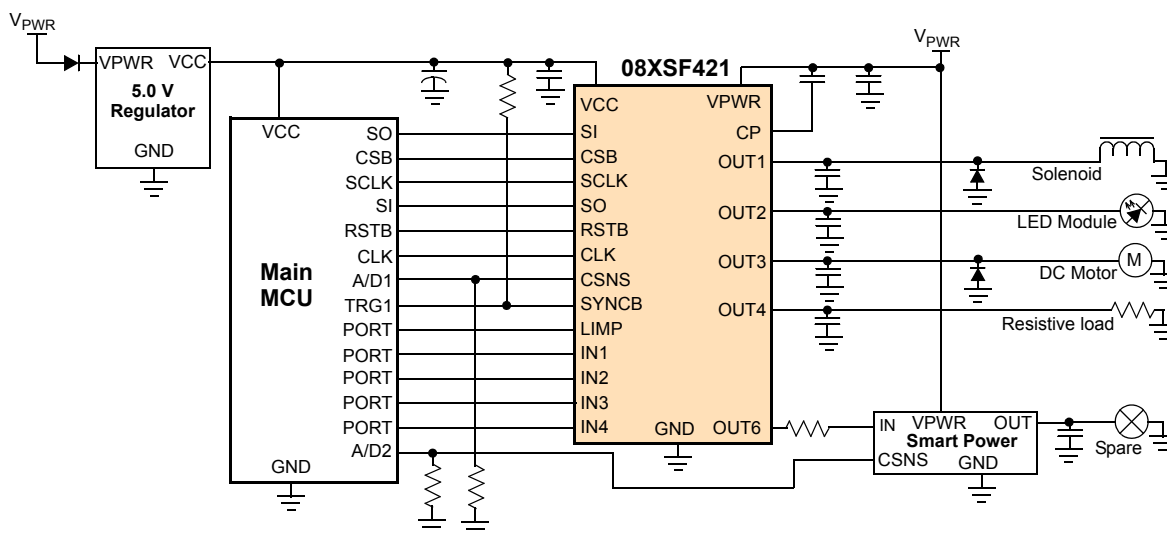 VPWR
VPWR VCC
5.0 V
Regulator
GND
VCC
Main
MCU
GND
SO
CSB
SCLK
SI
RSTB
CLK
A/D1
TRG1
PORT
PORT
PORT
PORT
PORT
A/D2
08XSF421
VCC
SI
CSB
SCLK
SO
RSTB
CLK
CSNS
SYNCB
LIMP
IN1
IN2
IN3
IN4
GND
VPWR
CP
OUT1
OUT2
OUT3
OUT4
OUT6
VPWR
Solenoid
LED Module
M
DC Motor
Resistive load
IN VPWR OUT
Smart Power
CSNS GND
Spare